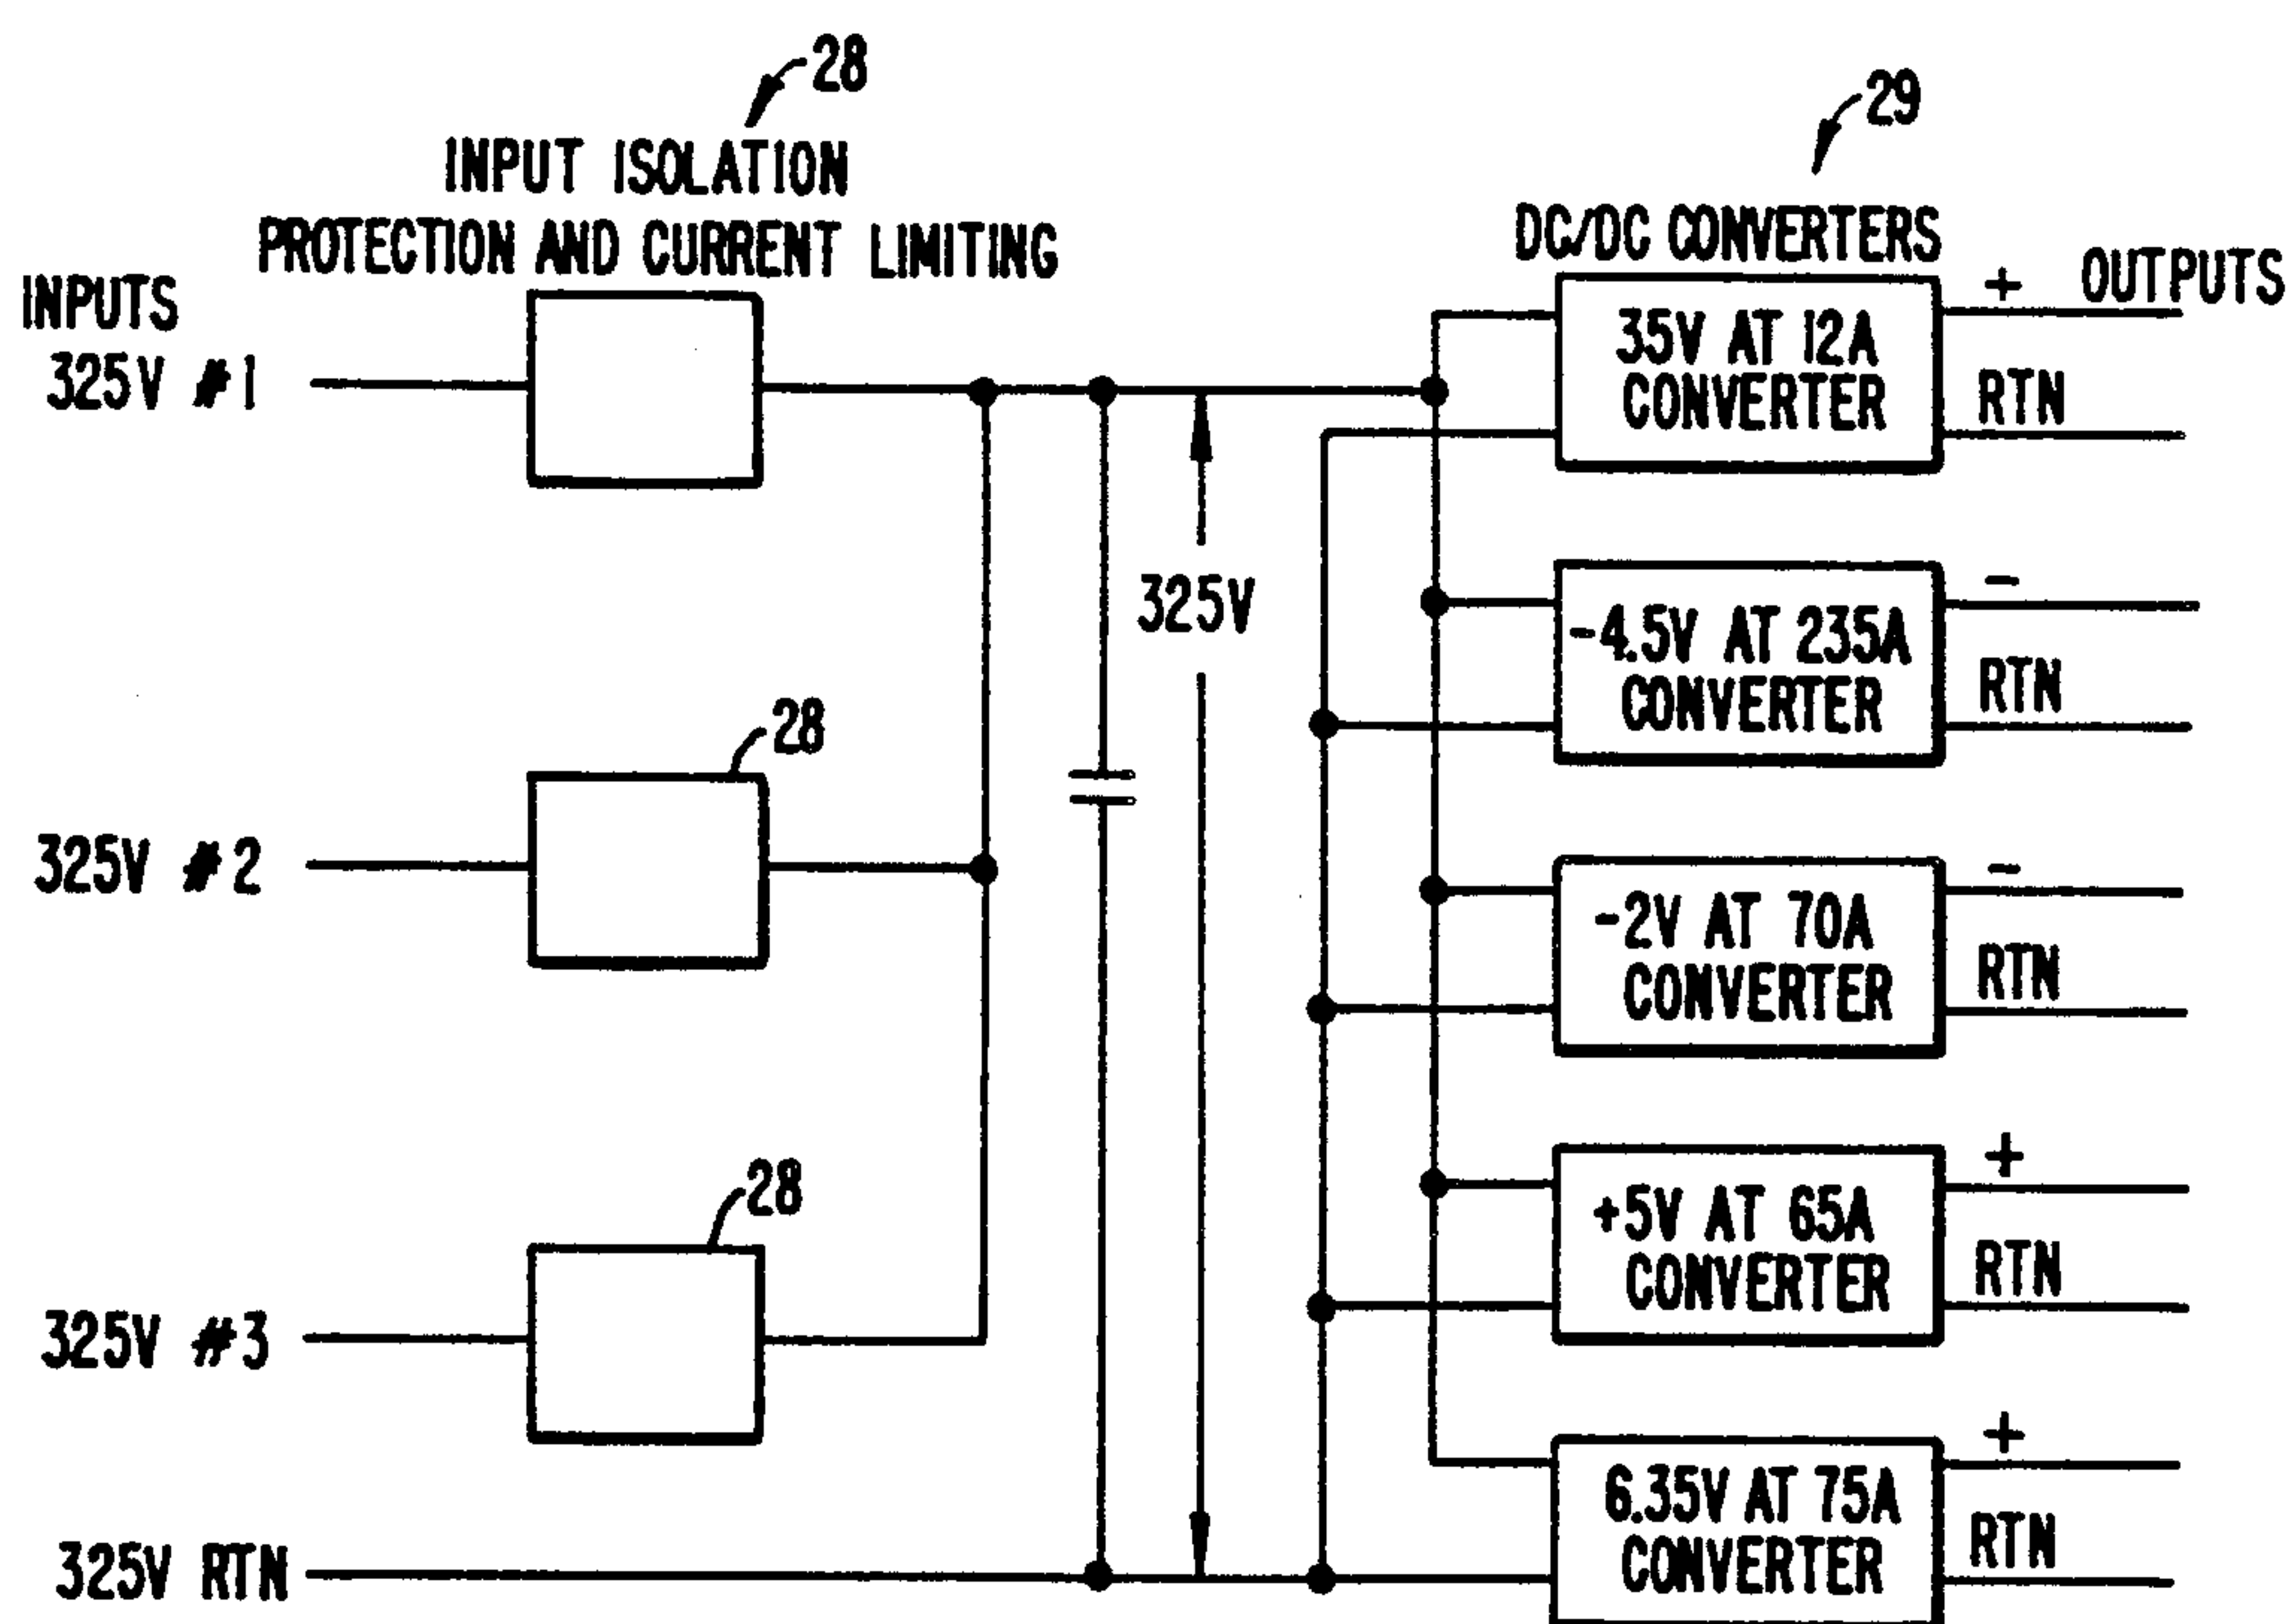 28
INPUT ISOLATION
PROTECTION AND CURRENT LIMITING
29
DC/DC CONVERTERS
INPUTS
OUTPUTS
325V #1
35V AT 12A
CONVERTER
+
RTN
325V
-4.5V AT 235A
CONVERTER
-
RTN
28
325V #2
-2V AT 70A
CONVERTER
-
RTN
28
325V #3
+5V AT 65A
CONVERTER
+
RTN
325V RTN
6.35V AT 75A
CONVERTER
+
RTN